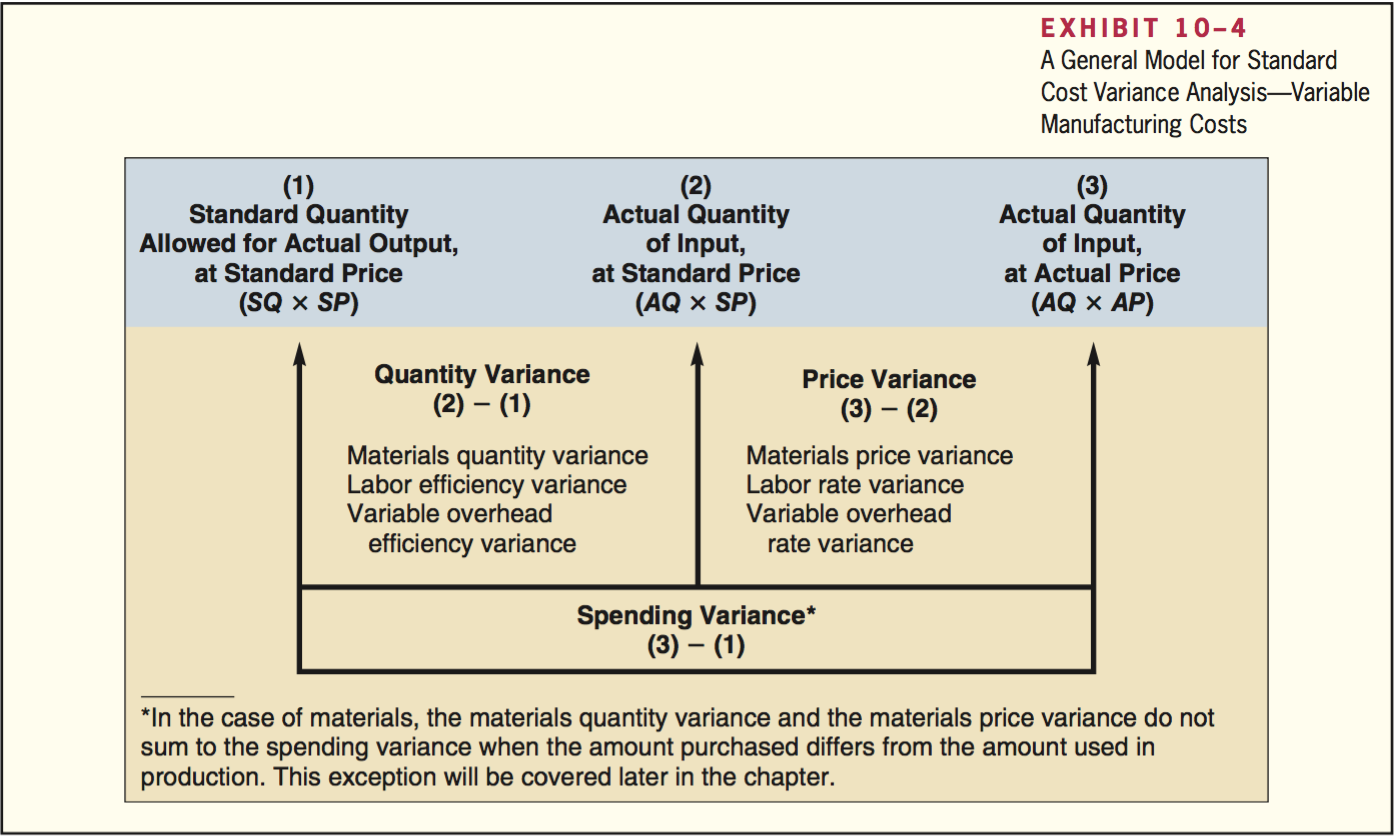 EXHIBIT 10–4
A General Model for Standard
Cost Variance Analysis—Variable
Manufacturing Costs
(1)
Standard Quantity
Allowed for Actual Output,
at Standard Price
(SQ × SP)
(2)
Actual Quantity
of Input,
at Standard Price
(AQ × SP)
(3)
Actual Quantity
of Input,
at Actual Price
(AQ × AP)
Quantity Variance
(2) − (1)
Materials quantity variance
Labor efficiency variance
Variable overhead
efficiency variance
Price Variance
(3) − (2)
Materials price variance
Labor rate variance
Variable overhead
rate variance
Spending Variance*
(3) − (1)
*In the case of materials, the materials quantity variance and the materials price variance do not
sum to the spending variance when the amount purchased differs from the amount used in
production. This exception will be covered later in the chapter.